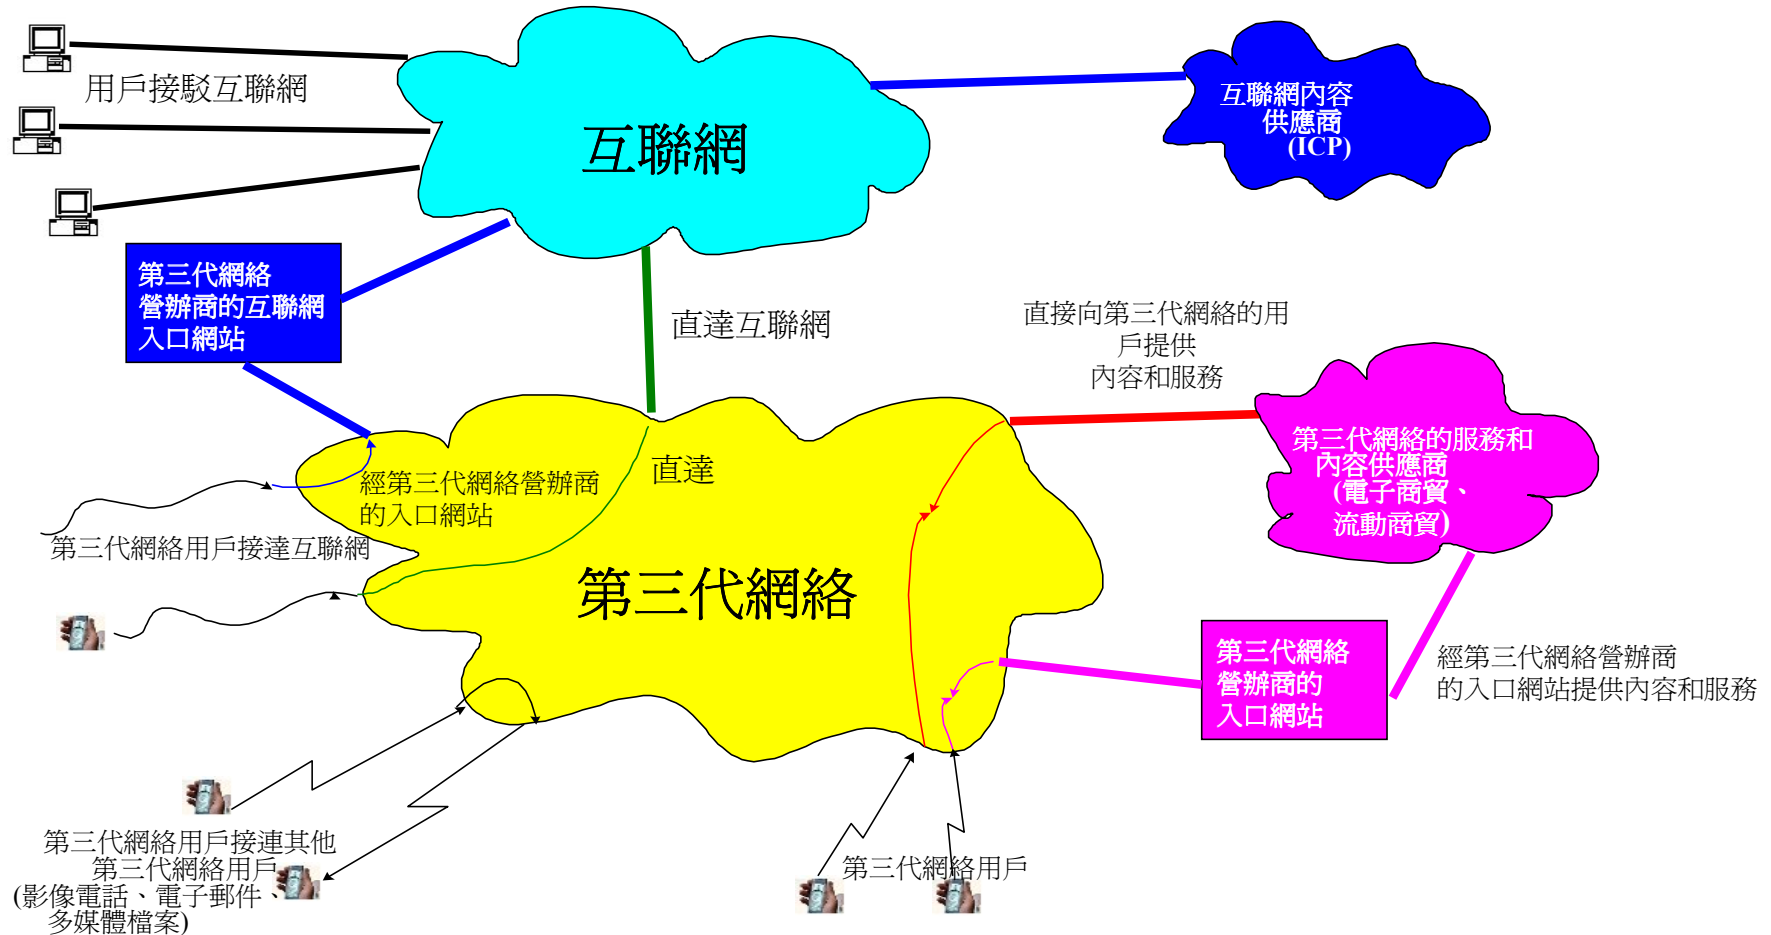 用戶接駁互聯網
互聯網
互聯網內容
供應商
(ICP)
第三代網絡
營辦商的互聯網
入口網站
直達互聯網
直接向第三代網絡的用
戶提供
內容和服務
第三代網絡的服務和
內容供應商
(電子商貿、
流動商貿)
經第三代網絡營辦商
的入口網站
直達
第三代網絡用戶接達互聯網
第三代網絡
第三代網絡
營辦商的
入口網站
經第三代網絡營辦商
的入口網站提供內容和服務
第三代網絡用戶接連其他
第三代網絡用戶
(影像電話、電子郵件、
多媒體檔案)
第三代網絡用戶